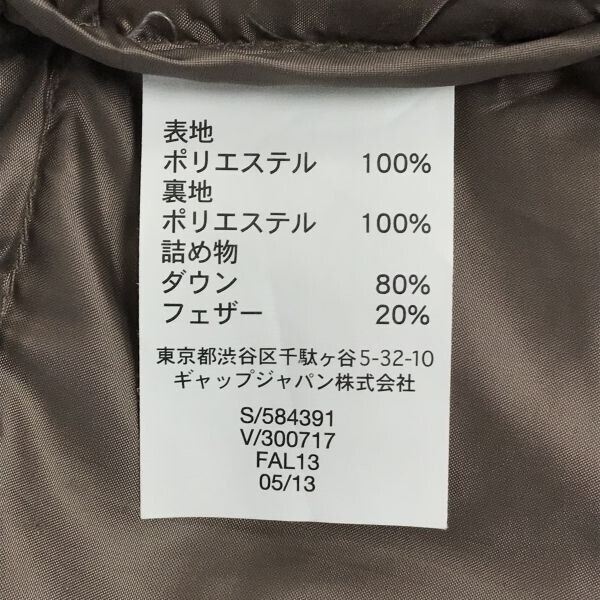 表地
ポリエステル 100%
裏地
ポリエステル 100%
詰め物
ダウン 80%
フェザー 20%
東京都渋谷区千駄ヶ谷5-32-10
ギャップジャパン株式会社
S/584391
V/300717
FAL13
05/13